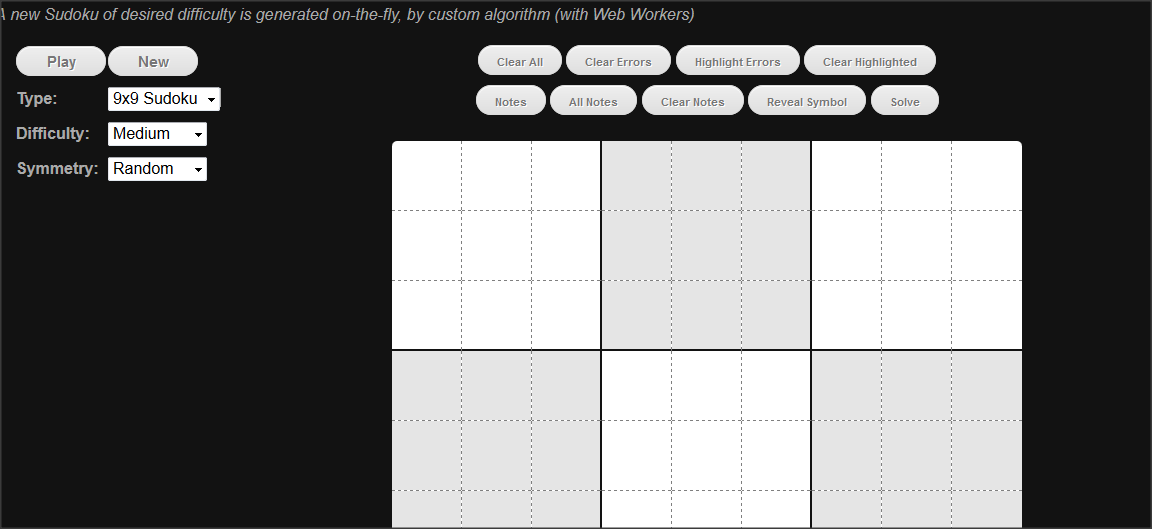 A new Sudoku of desired difficulty is generated on-the-fly, by custom algorithm (with Web Workers)
Play New
Type: 9x9 Sudoku
Difficulty: Medium
Symmetry: Random
Clear All Clear Errors Highlight Errors Clear Highlighted
Notes All Notes Clear Notes Reveal Symbol Solve